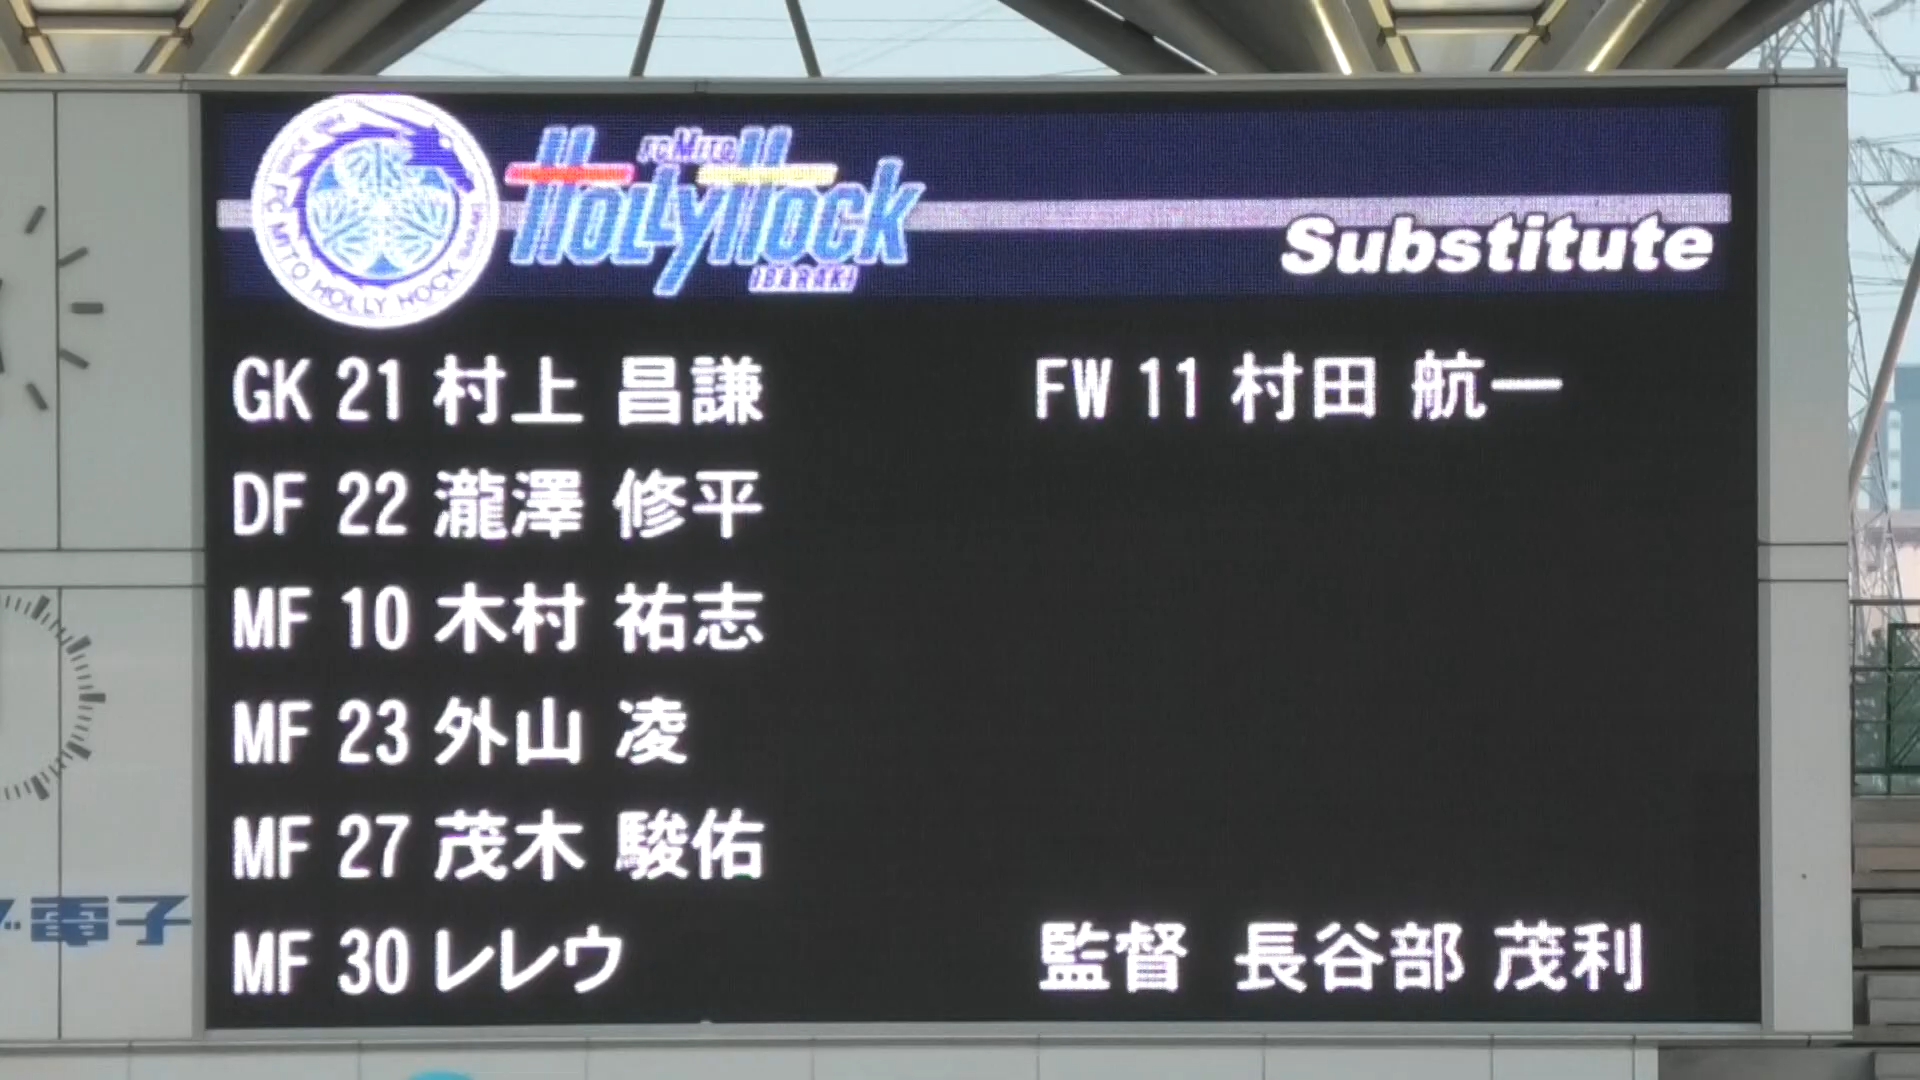 FC MITO
HOLLYHOCK
IBARAKI
FC MITO HOLLY HOCK
Substitute
GK 21 村上 昌謙
DF 22 瀧澤 修平
MF 10 木村 祐志
MF 23 外山 凌
MF 27 茂木 駿佑
MF 30 レレウ
FW 11 村田 航一
監督 長谷部 茂利
電子